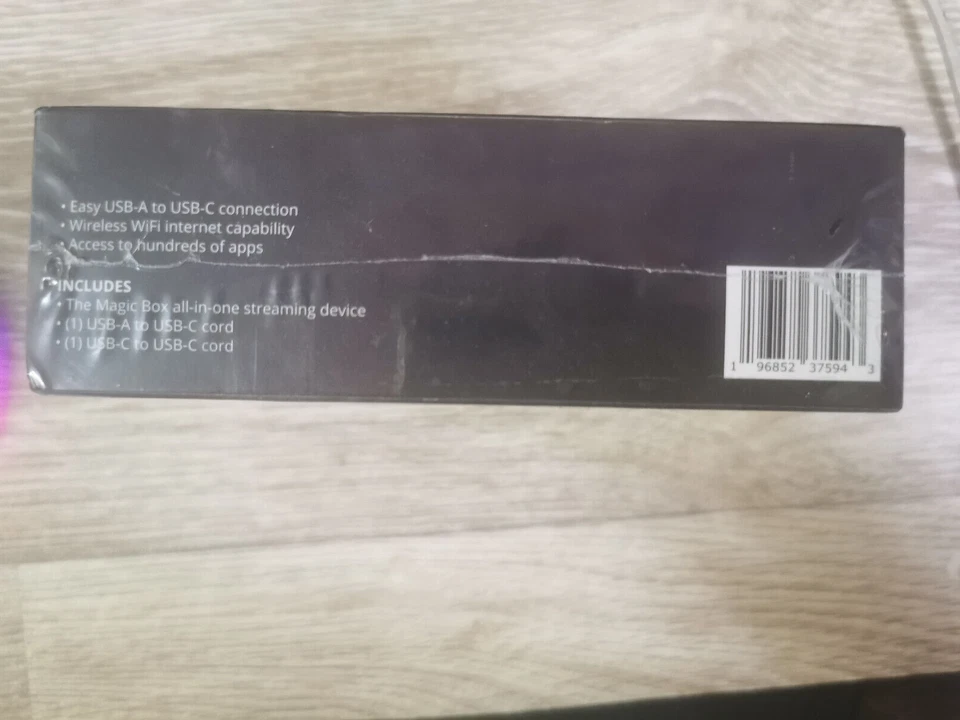 • Easy USB-A to USB-C connection
• Wireless WiFi internet capability
• Access to hundreds of apps
INCLUDES
• The Magic Box all-in-one streaming device
• (1) USB-A to USB-C cord
• (1) USB-C to USB-C cord
1 96852 37594 3